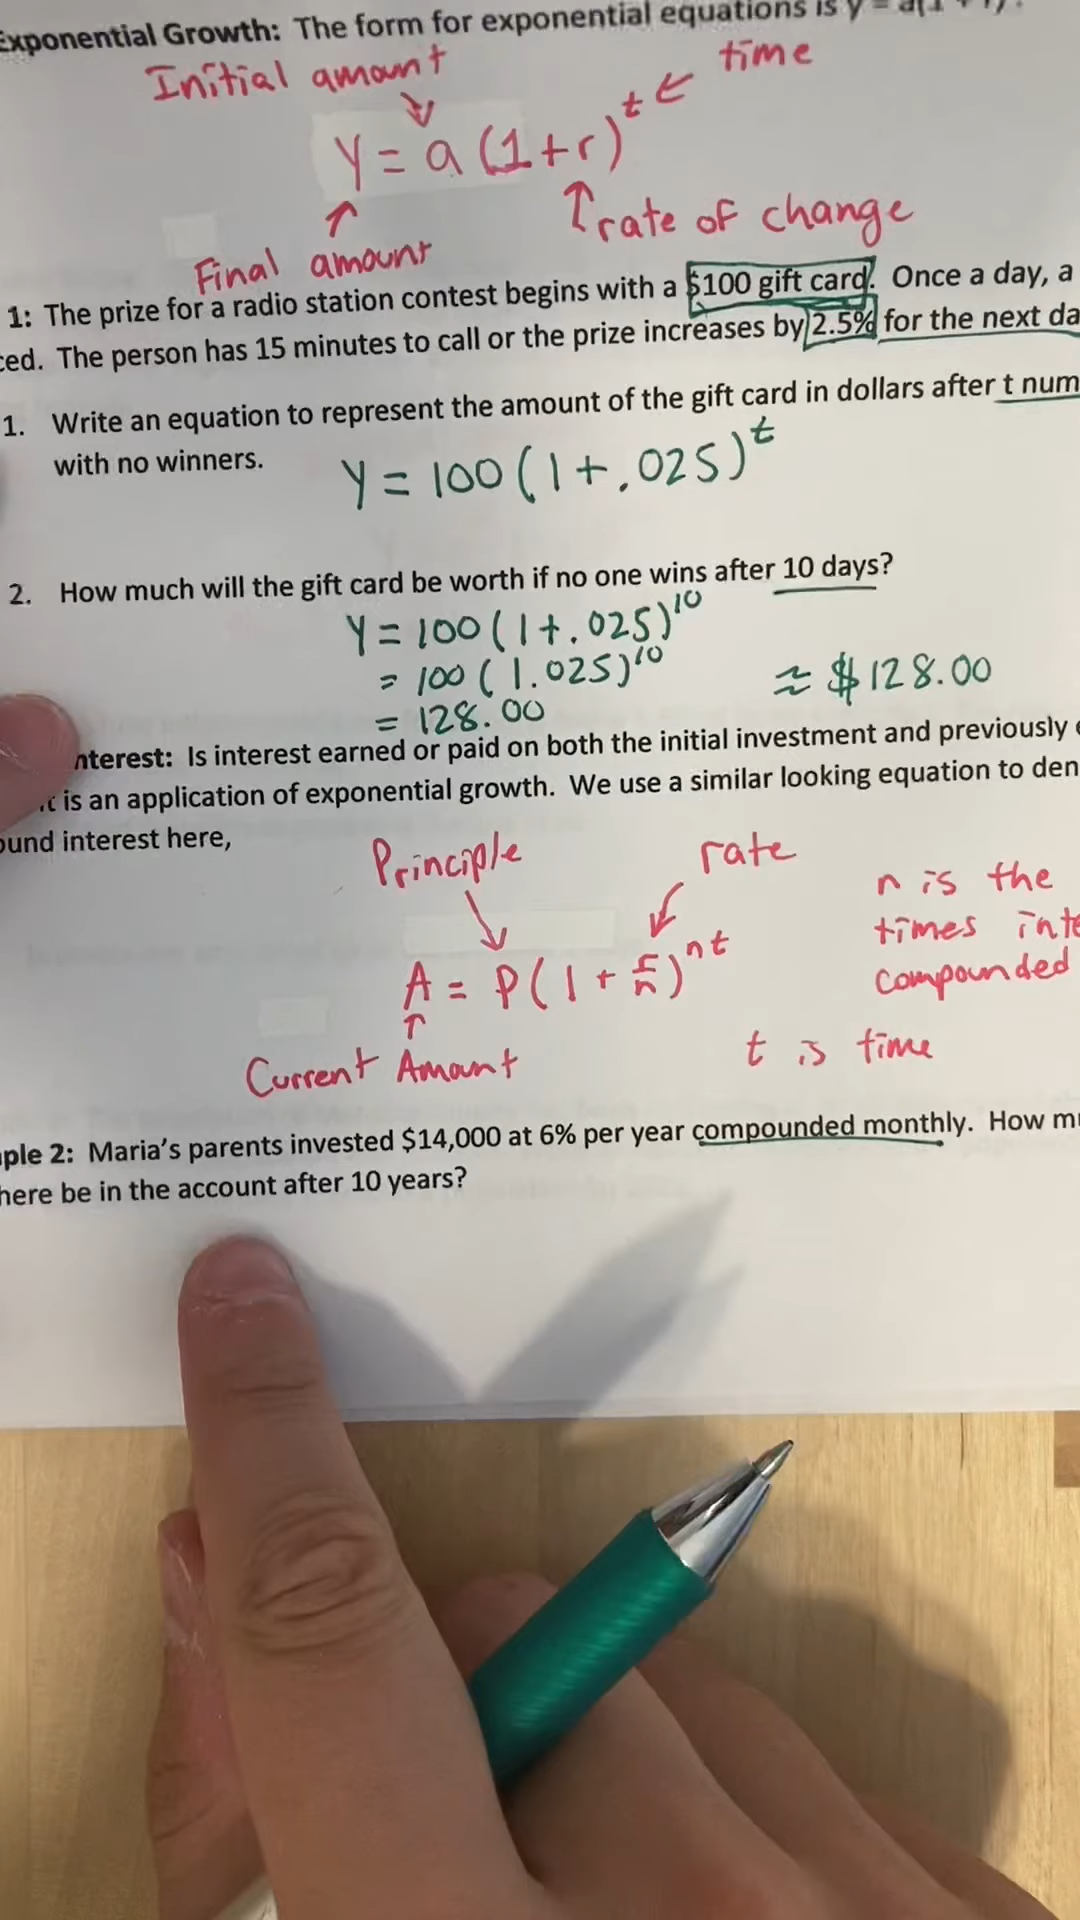 Exponential Growth: The form for exponential equations is y = a(1 + r)
Initial amount
time
Y = a (1+r)^t
rate of change
Final amount
1: The prize for a radio station contest begins with a $100 gift card. Once a day, a
The person has 15 minutes to call or the prize increases by 2.5% for the next
1. Write an equation to represent the amount of the gift card in dollars after t
with no winners.
Y = 100 (1 + .025)^t
2. How much will the gift card be worth if no one wins after 10 days?
Y = 100 (1 + .025)^10
= 100 (1.025)^10
≈ $128.00
= 128.00
Is interest earned or paid on both the initial investment and previously
is an application of exponential growth. We use a similar looking equation to
interest here,
Principle
rate
n is the
times
compounded
A = P(1 + r/n)^nt
t is time
Current Amount
2: Maria's parents invested $14,000 at 6% per year compounded monthly. How
be in the account after 10 years?